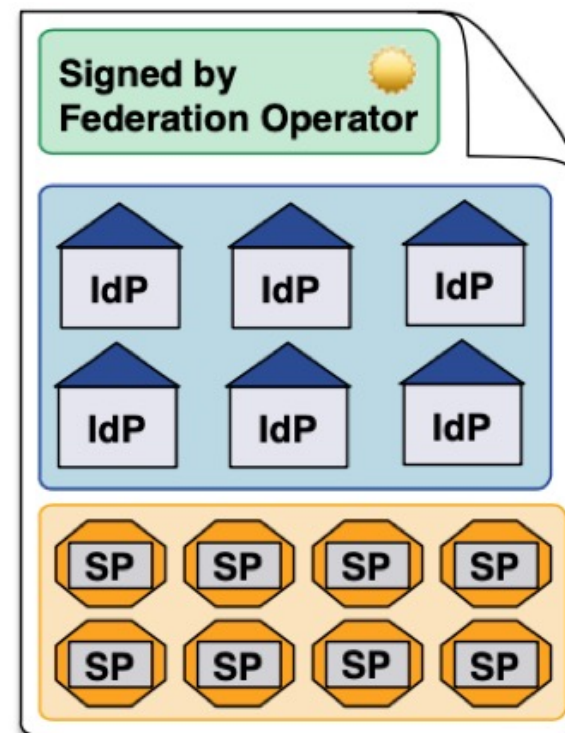 Signed by
Federation Operator
IdP IdP IdP
IdP IdP IdP
SP SP SP SP
SP SP SP SP